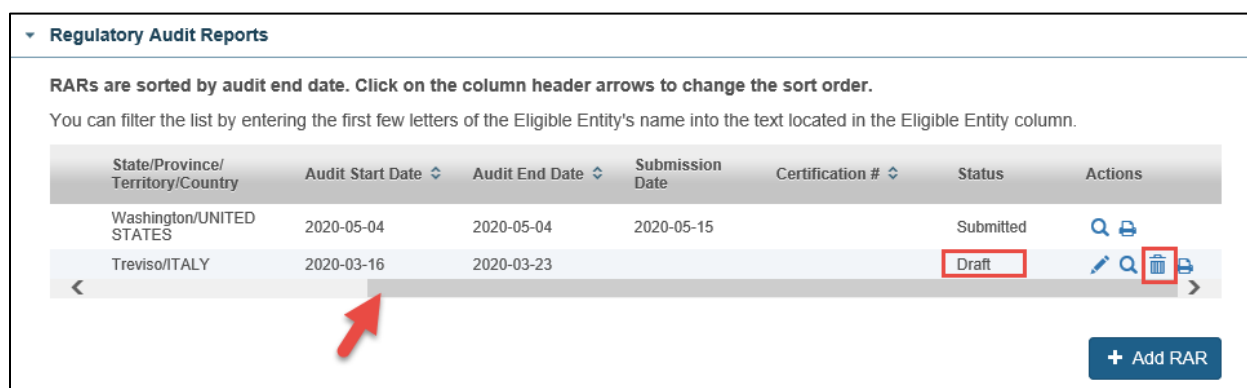 Regulatory Audit Reports
RARs are sorted by audit end date. Click on the column header arrows to change the sort order.
You can filter the list by entering the first few letters of the Eligible Entity's name into the text located in the Eligible Entity column.
State/Province/
Territory/Country
Audit Start Date
Audit End Date
Submission
Date
Certification #
Status
Actions
Washington/UNITED
STATES
2020-05-04
2020-05-04
2020-05-15
Submitted
Treviso/ITALY
2020-03-16
2020-03-23
Draft
+ Add RAR